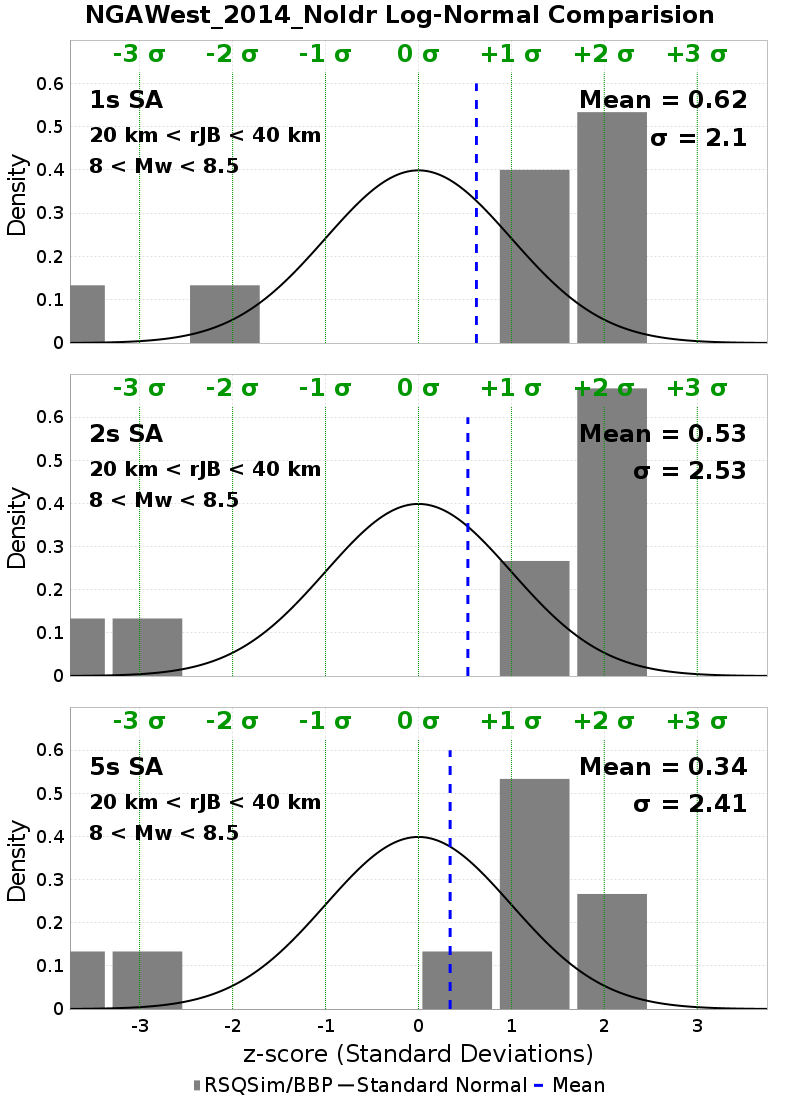 NGAWest_2014_NoIdr Log-Normal Comparision
-3 σ -2 σ -1 σ 0 σ +1 σ +2 σ +3 σ
1s SA
Mean = 0.62
20 km < rJB < 40 km
σ = 2.1
8 < Mw < 8.5
Density
0.6
0.5
0.4
0.3
0.2
0.1
0
-3 σ -2 σ -1 σ 0 σ +1 σ +2 σ +3 σ
2s SA
Mean = 0.53
20 km < rJB < 40 km
σ = 2.53
8 < Mw < 8.5
Density
0.6
0.5
0.4
0.3
0.2
0.1
0
-3 σ -2 σ -1 σ 0 σ +1 σ +2 σ +3 σ
5s SA
Mean = 0.34
20 km < rJB < 40 km
σ = 2.41
8 < Mw < 8.5
Density
0.6
0.5
0.4
0.3
0.2
0.1
0
-3 -2 -1 0 1 2 3
z-score (Standard Deviations)
RSQSim/BBP Standard Normal Mean